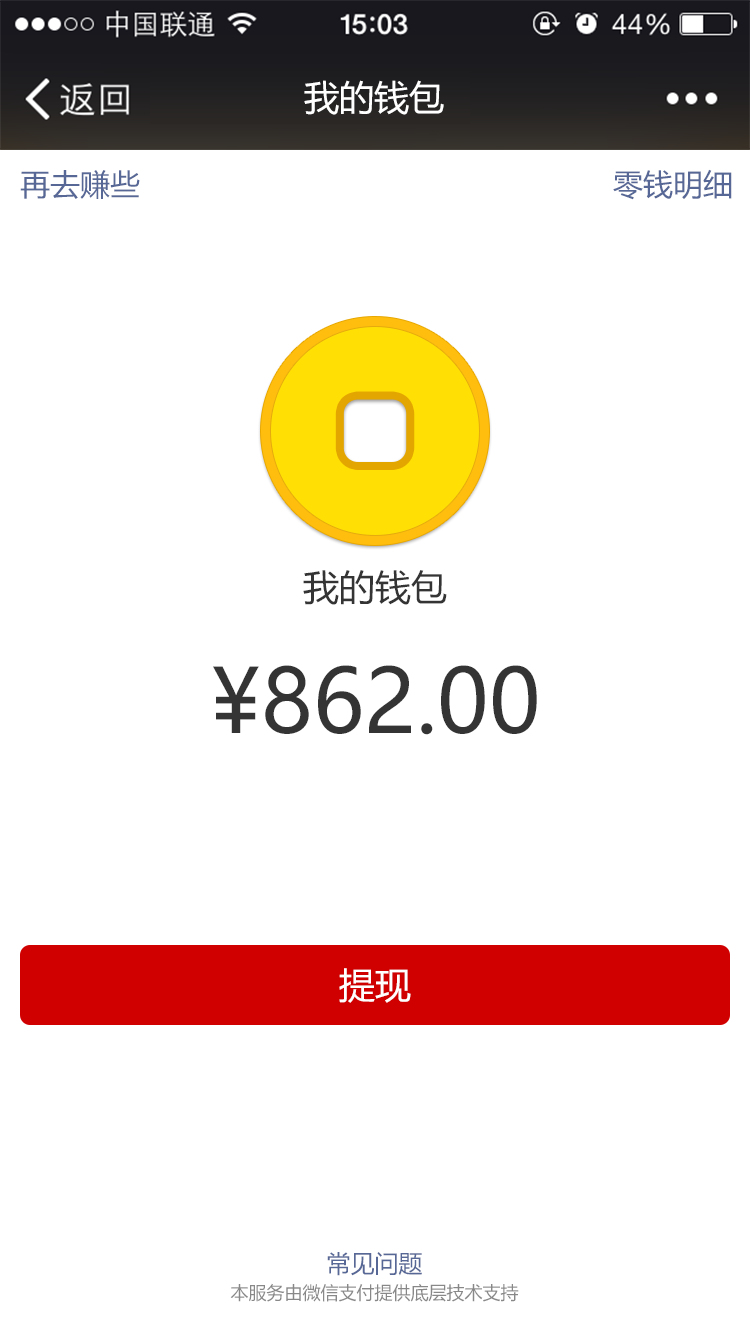 中国联通 15:03 44%
返回 我的钱包
再去赚些 零钱明细
我的钱包
¥862.00
提现
常见问题
本服务由微信支付提供底层技术支持